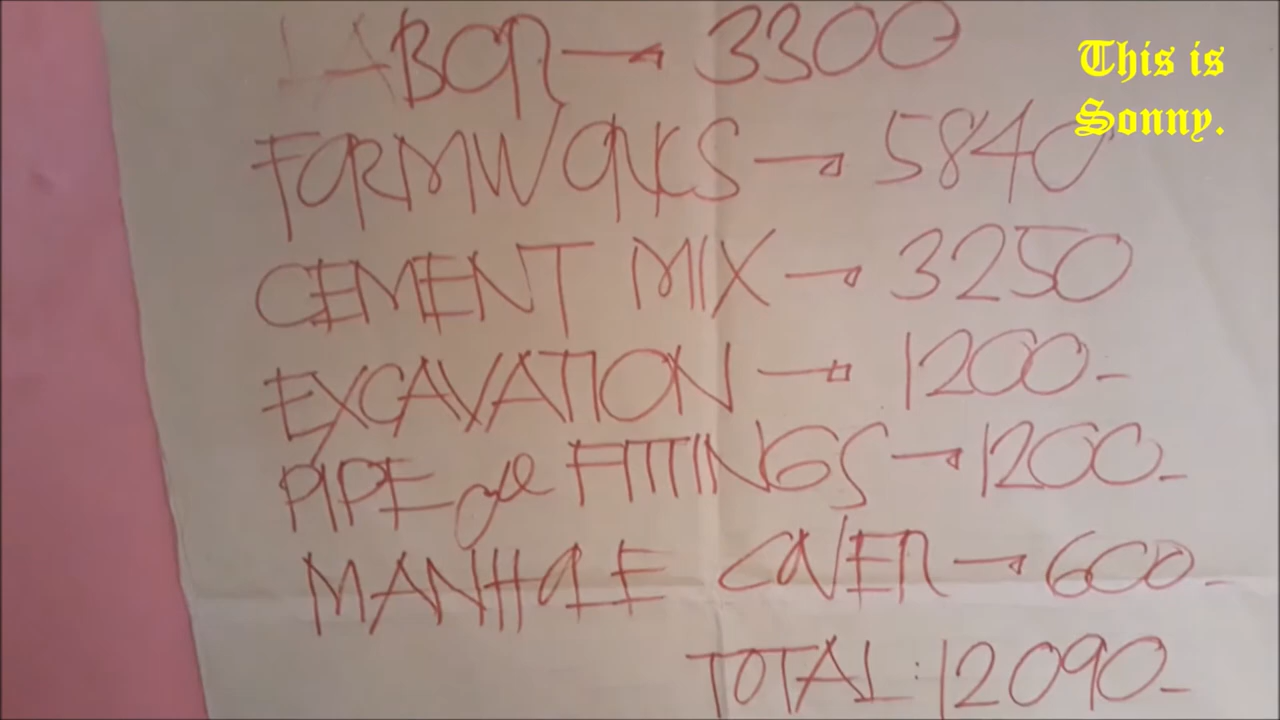 LABOR → 3300
FORMWORKS → 5840
CEMENT MIX → 3250
EXCAVATION → 1200-
PIPE & FITTINGS → 1200-
MANHOLE COVER → 600-
TOTAL: 12090-
This is
Sonny.